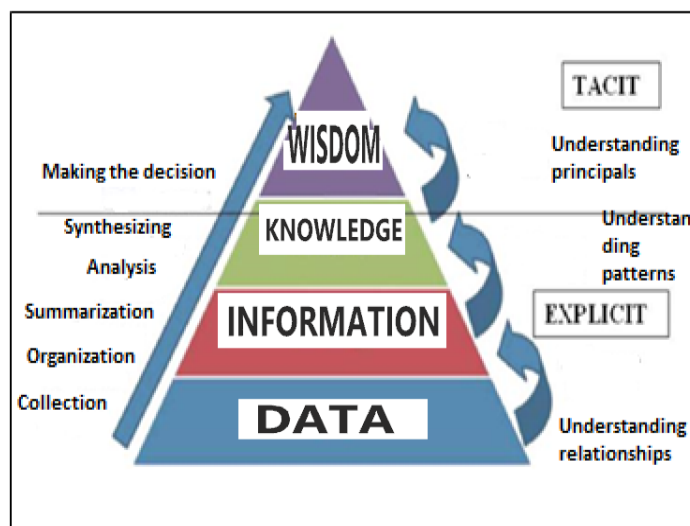 TACIT
WISDOM
Understanding
principals
Making the decision
KNOWLEDGE
Understan
ding
patterns
Synthesizing
Analysis
INFORMATION
EXPLICIT
Summarization
Organization
Collection
DATA
Understanding
relationships